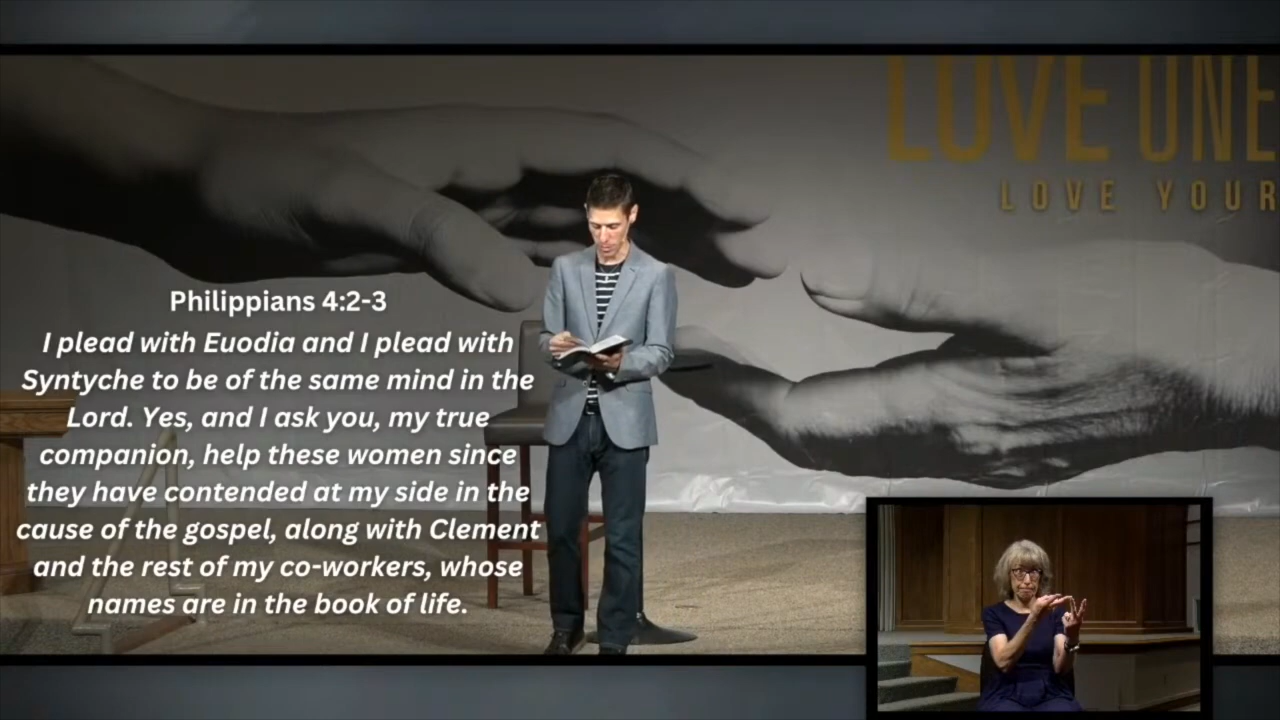 LOVE ONE
LOVE YOUR
Philippians 4:2-3
I plead with Euodia and I plead with
Syntyche to be of the same mind in the
Lord. Yes, and I ask you, my true
companion, help these women since
they have contended at my side in the
cause of the gospel, along with Clement
and the rest of my co-workers, whose
names are in the book of life.